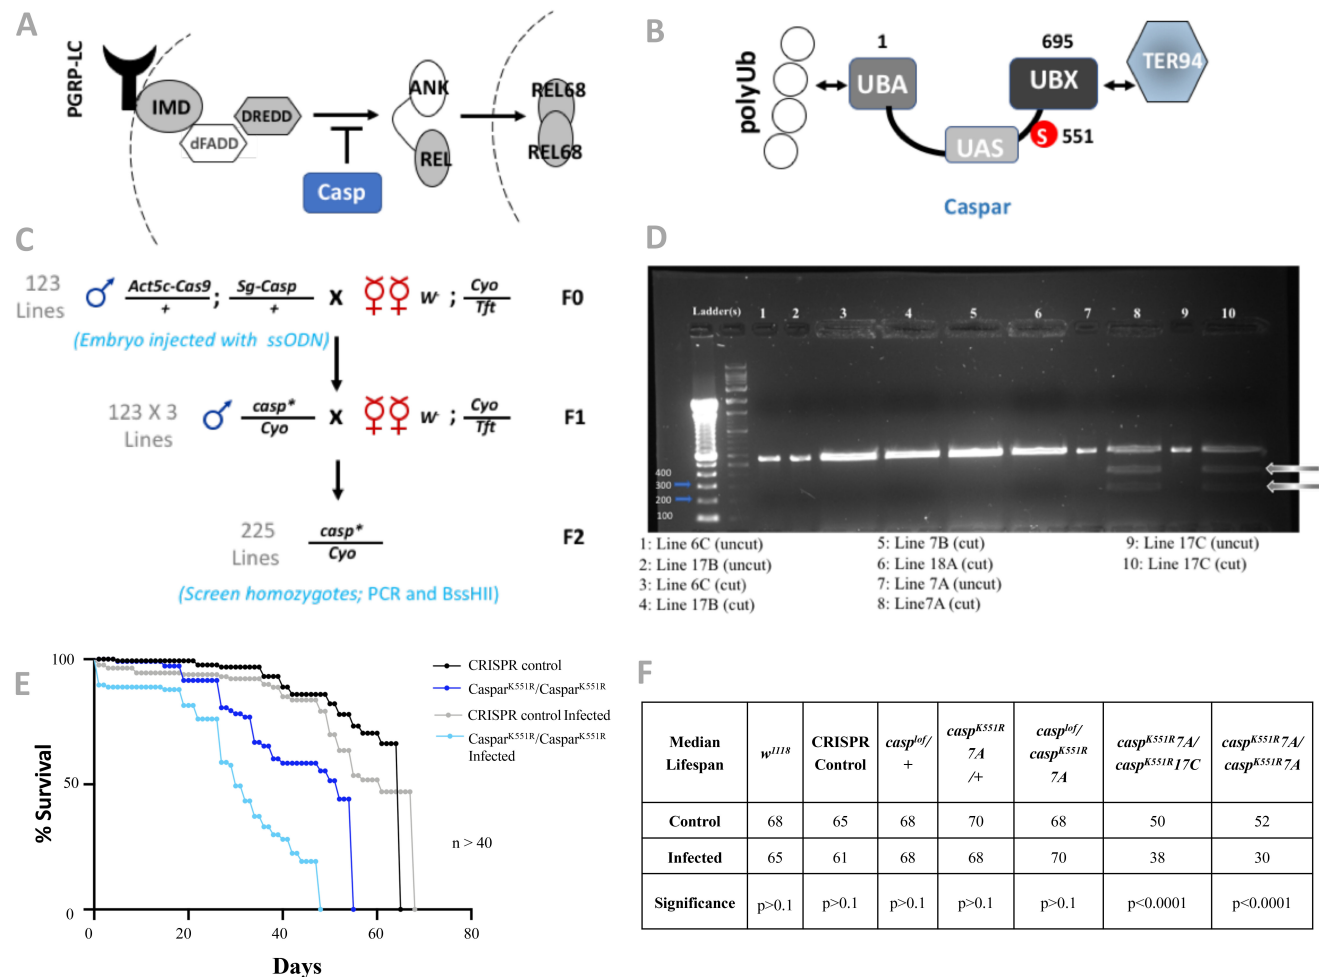 A
PGRP-LC
IMD
dFADD
DREDD
Casp
ANK
REL
REL68
REL68
B
polyUb
1
UBA
UAS
695
UBX
S 551
TER94
Caspar
C
123
Lines
Act5c-Cas9 ; Sg-Casp X w- ; Cyo F0
+ + Tft
(Embryo injected with ssODN)
123 X 3
Lines
casp* X w- ; Cyo F1
Cyo Tft
225
Lines
casp* F2
Cyo
(Screen homozygotes; PCR and BssHII)
D
Ladder(s) 1 2 3 4 5 6 7 8 9 10
400
300
200
100
1: Line 6C (uncut)
2: Line 17B (uncut)
3: Line 6C (cut)
4: Line 17B (cut)
5: Line 7B (cut)
6: Line 18A (cut)
7: Line 7A (uncut)
8: Line7A (cut)
9: Line 17C (uncut)
10: Line 17C (cut)
E
% Survival
100
50
0
0 20 40 60 80
Days
CRISPR control
CasparK551R/CasparK551R
CRISPR control Infected
CasparK551R/CasparK551R
Infected
n > 40
F
Median
Lifespan
w1118
CRISPR
Control
casplof/
+
caspK551R
7A
/+
casplof/
caspK551R
7A
caspK551R7A/
caspK551R17C
caspK551R7A/
caspK551R7A
Control 68 65 68 70 68 50 52
Infected 65 61 68 68 70 38 30
Significance p>0.1 p>0.1 p>0.1 p>0.1 p>0.1 p<0.0001 p<0.0001